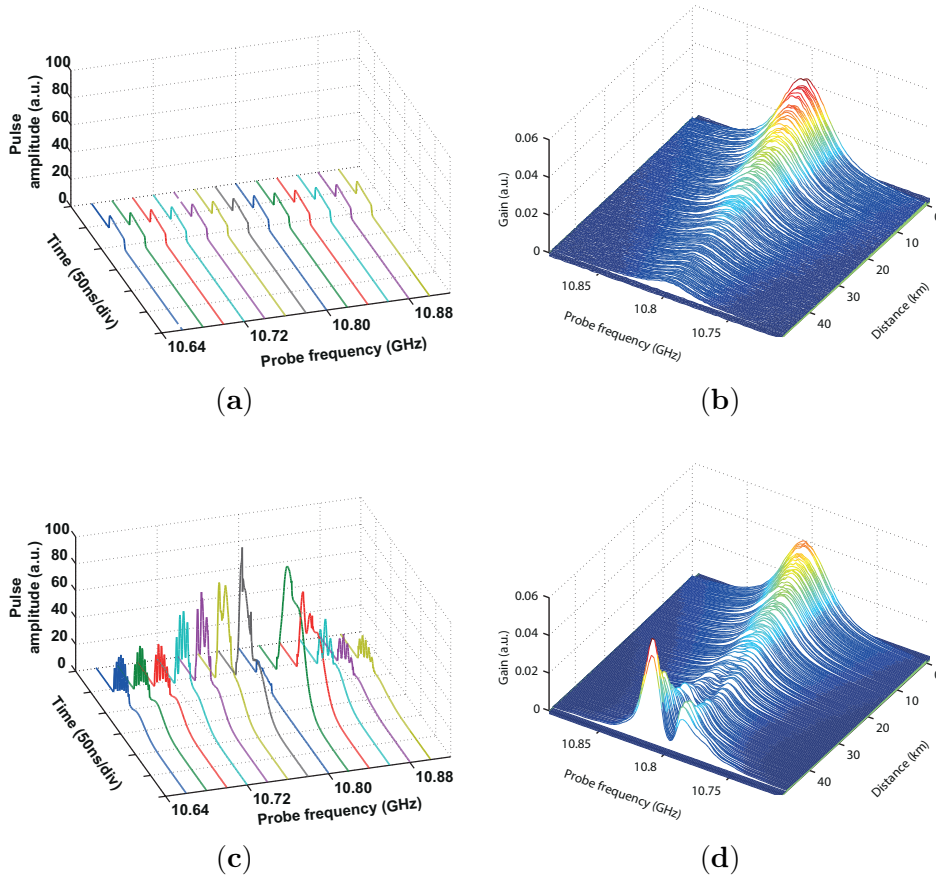 100
80
60
40
20
0
Pulse
amplitude (a.u.)
Time (50ns/div)
10.64
10.72
10.80
10.88
Probe frequency (GHz)
(a)
0.06
0.04
0.02
0
Gain (a.u.)
10.85
10.8
10.75
Probe frequency (GHz)
40
30
20
10
Distance (km)
(b)
100
80
60
40
20
0
Pulse
amplitude (a.u.)
Time (50ns/div)
10.64
10.72
10.80
10.88
Probe frequency (GHz)
(c)
0.06
0.04
0.02
0
Gain (a.u.)
10.85
10.8
10.75
Probe frequency (GHz)
40
30
20
10
Distance (km)
(d)